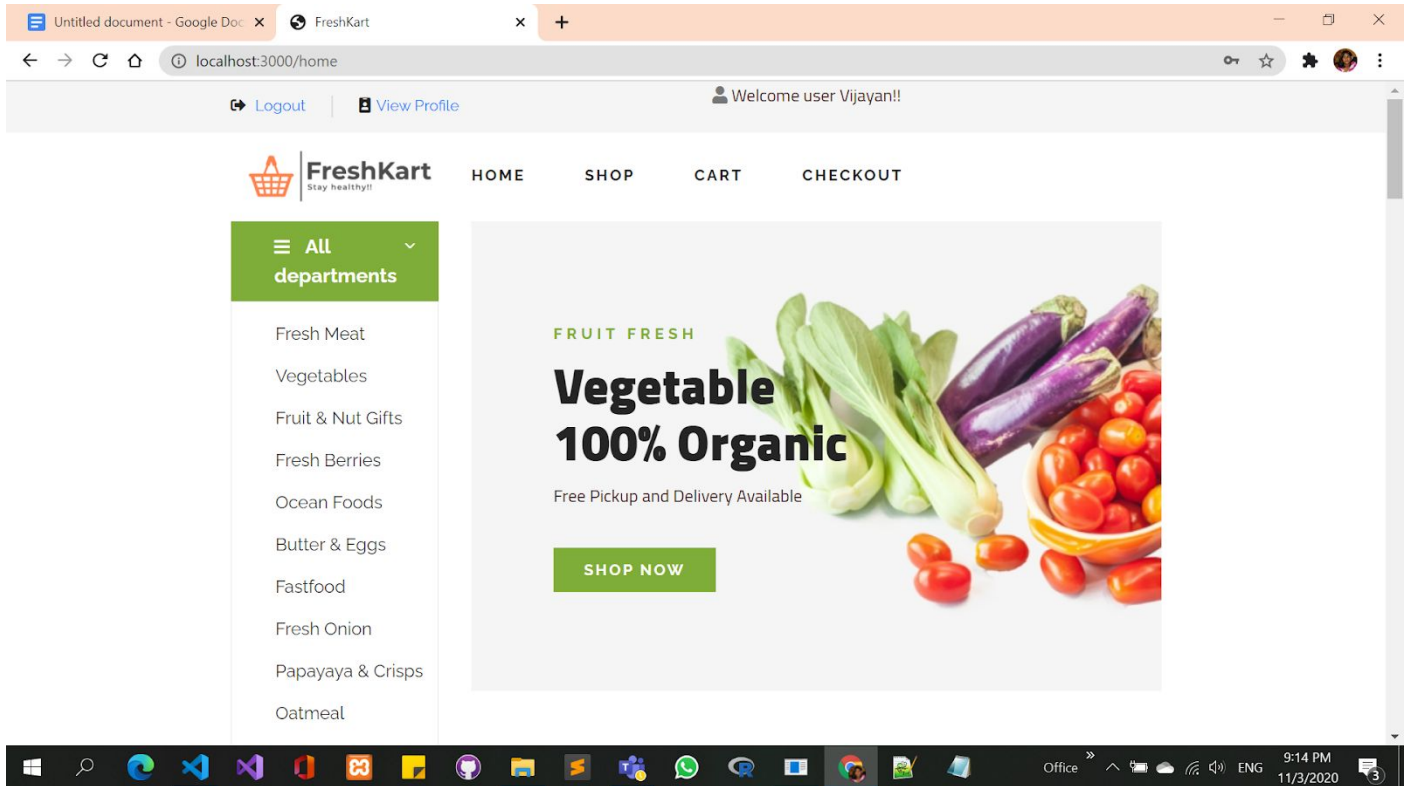 Untitled document - Google Doc
FreshKart
localhost:3000/home
Logout
View Profile
Welcome user Vijayan!!
FreshKart
Stay healthy!!
HOME
SHOP
CART
CHECKOUT
All
departments
Fresh Meat
Vegetables
Fruit & Nut Gifts
Fresh Berries
Ocean Foods
Butter & Eggs
Fastfood
Fresh Onion
Papayaya & Crisps
Oatmeal
FRUIT FRESH
Vegetable
100% Organic
Free Pickup and Delivery Available
SHOP NOW
Office
ENG
9:14 PM
11/3/2020
3